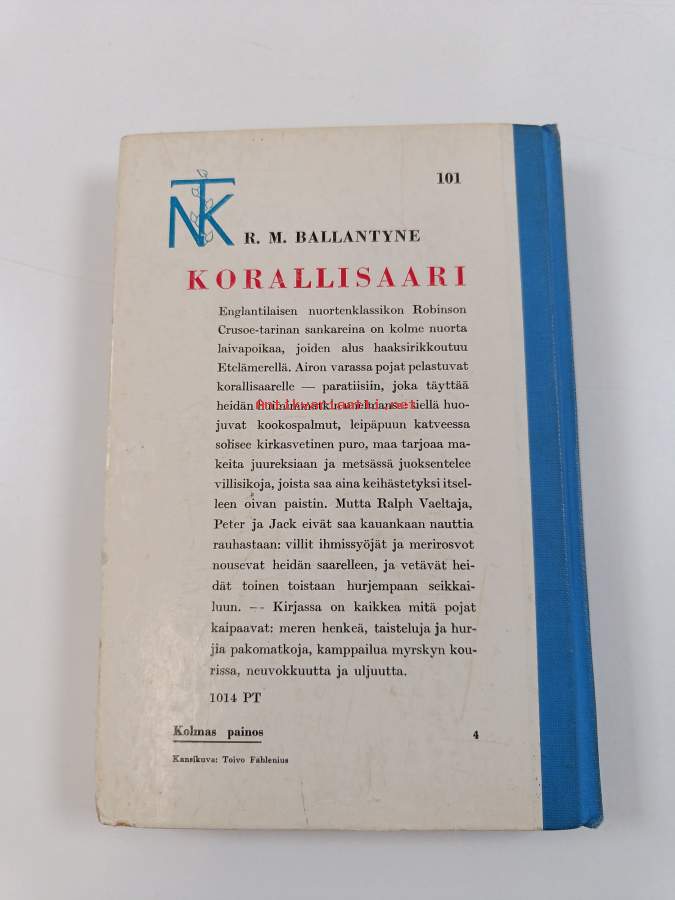 NTK
101
R. M. BALLANTYNE
KORALLISAARI
Englantilaisen nuortenklassikon Robinson
Crusoe-tarinan sankareina on kolme nuorta
laivapoikaa, joiden alus haaksirikkoutuu
Etelämerellä. Airon varassa pojat pelastuvat
korallisaarelle — paratiisiin, joka täyttää
heidän siellä huo-
Antikvariaatti.net
juvat kookospalmut, leipäpuun katveessa
solisee kirkasvetinen puro, maa tarjoaa ma-
keita juureksiaan ja metsässä juoksentelee
villisikoja, joista saa aina keihästetyksi itsel-
leen oivan paistin. Mutta Ralph Vaeltaja,
Peter ja Jack eivät saa kauankaan nauttia
rauhastaan: villit ihmissyöjät ja merirosvot
nousevat heidän saarelleen, ja vetävät hei-
dät toinen toistaan hurjempaan seikkai-
luun. — Kirjassa on kaikkea mitä pojat
kaipaavat: meren henkeä, taisteluja ja hur-
jia pakomatkoja, kamppailua myrskyn kou-
rissa, neuvokkuutta ja uljuutta.
1014 PT
Kolmas painos
4
Kansikuva: Toivo Fahlenius